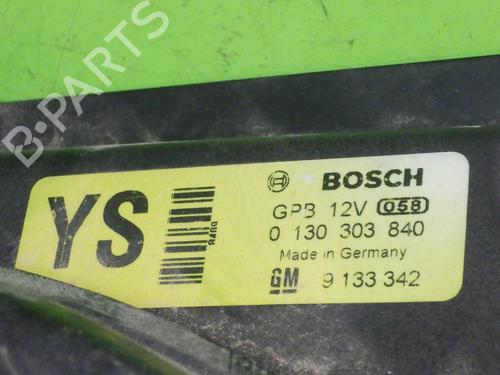 B-PARTS
YS
BOSCH
GPB 12V 058
0 130 303 840
Made in Germany
GM 9 133 342